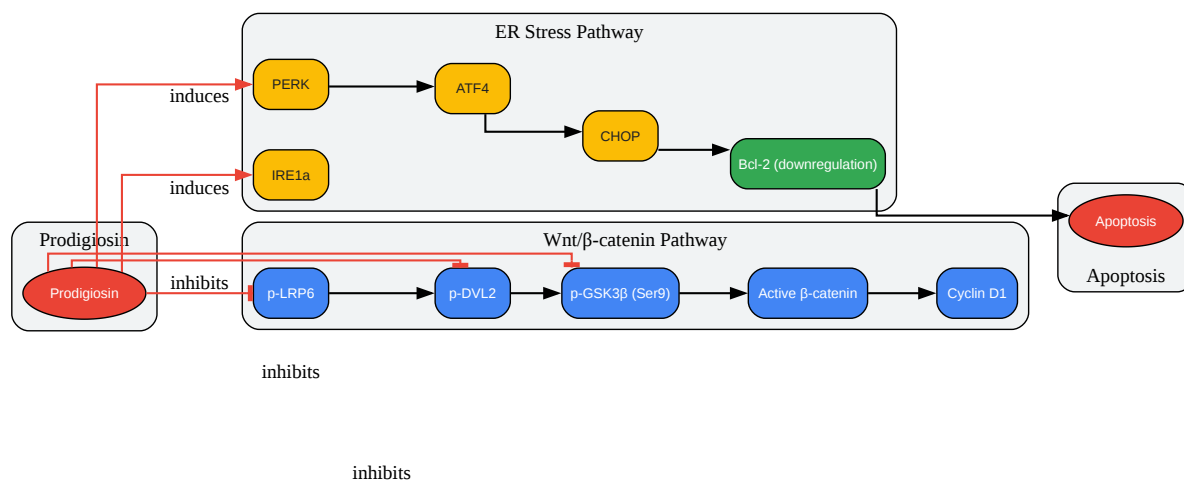 ER Stress Pathway
PERK
ATF4
induces
CHOP
Bcl-2 (downregulation)
IRE1a
induces
Apoptosis
Prodigiosin
Wnt/β-catenin Pathway
Apoptosis
inhibits
Prodigiosin
p-LRP6
p-DVL2
p-GSK3β (Ser9)
Active β-catenin
Cyclin D1
inhibits
inhibits